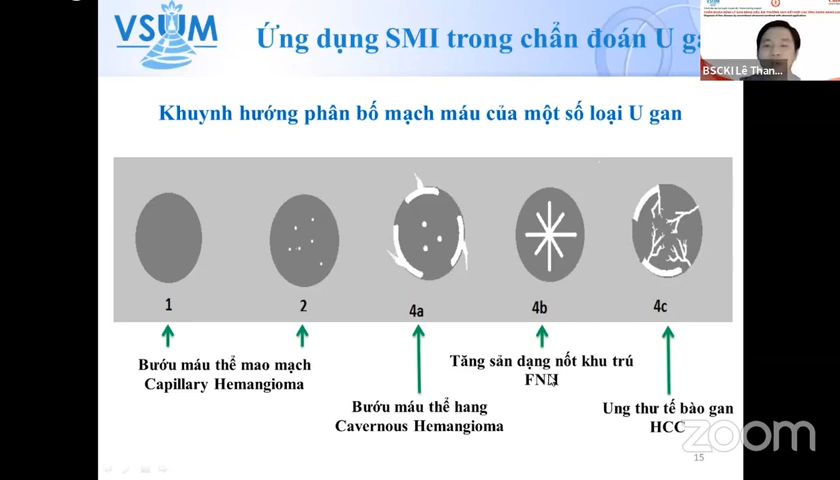 VSUM
Ứng dụng SMI trong chẩn đoán U
BSCKI Lê Than...
Khuynh hướng phân bố mạch máu của một số loại U gan
1
2
4a
4b
4c
Bướu máu thể mao mạch
Capillary Hemangioma
Tăng sản dạng nốt khu trú
FNH
Bướu máu thể hang
Cavernous Hemangioma
Ung thư tế bào gan
HCC
zoom
15